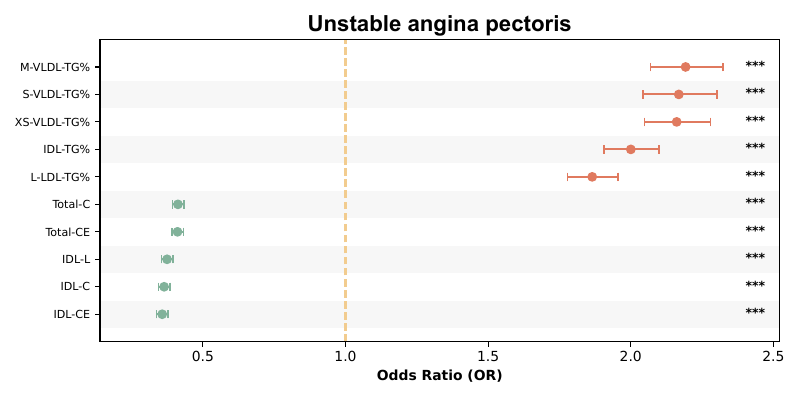 Unstable angina pectoris
M-VLDL-TG% ***
S-VLDL-TG% ***
XS-VLDL-TG% ***
IDL-TG% ***
L-LDL-TG% ***
Total-C ***
Total-CE ***
IDL-L ***
IDL-C ***
IDL-CE ***
0.5 1.0 1.5 2.0 2.5
Odds Ratio (OR)